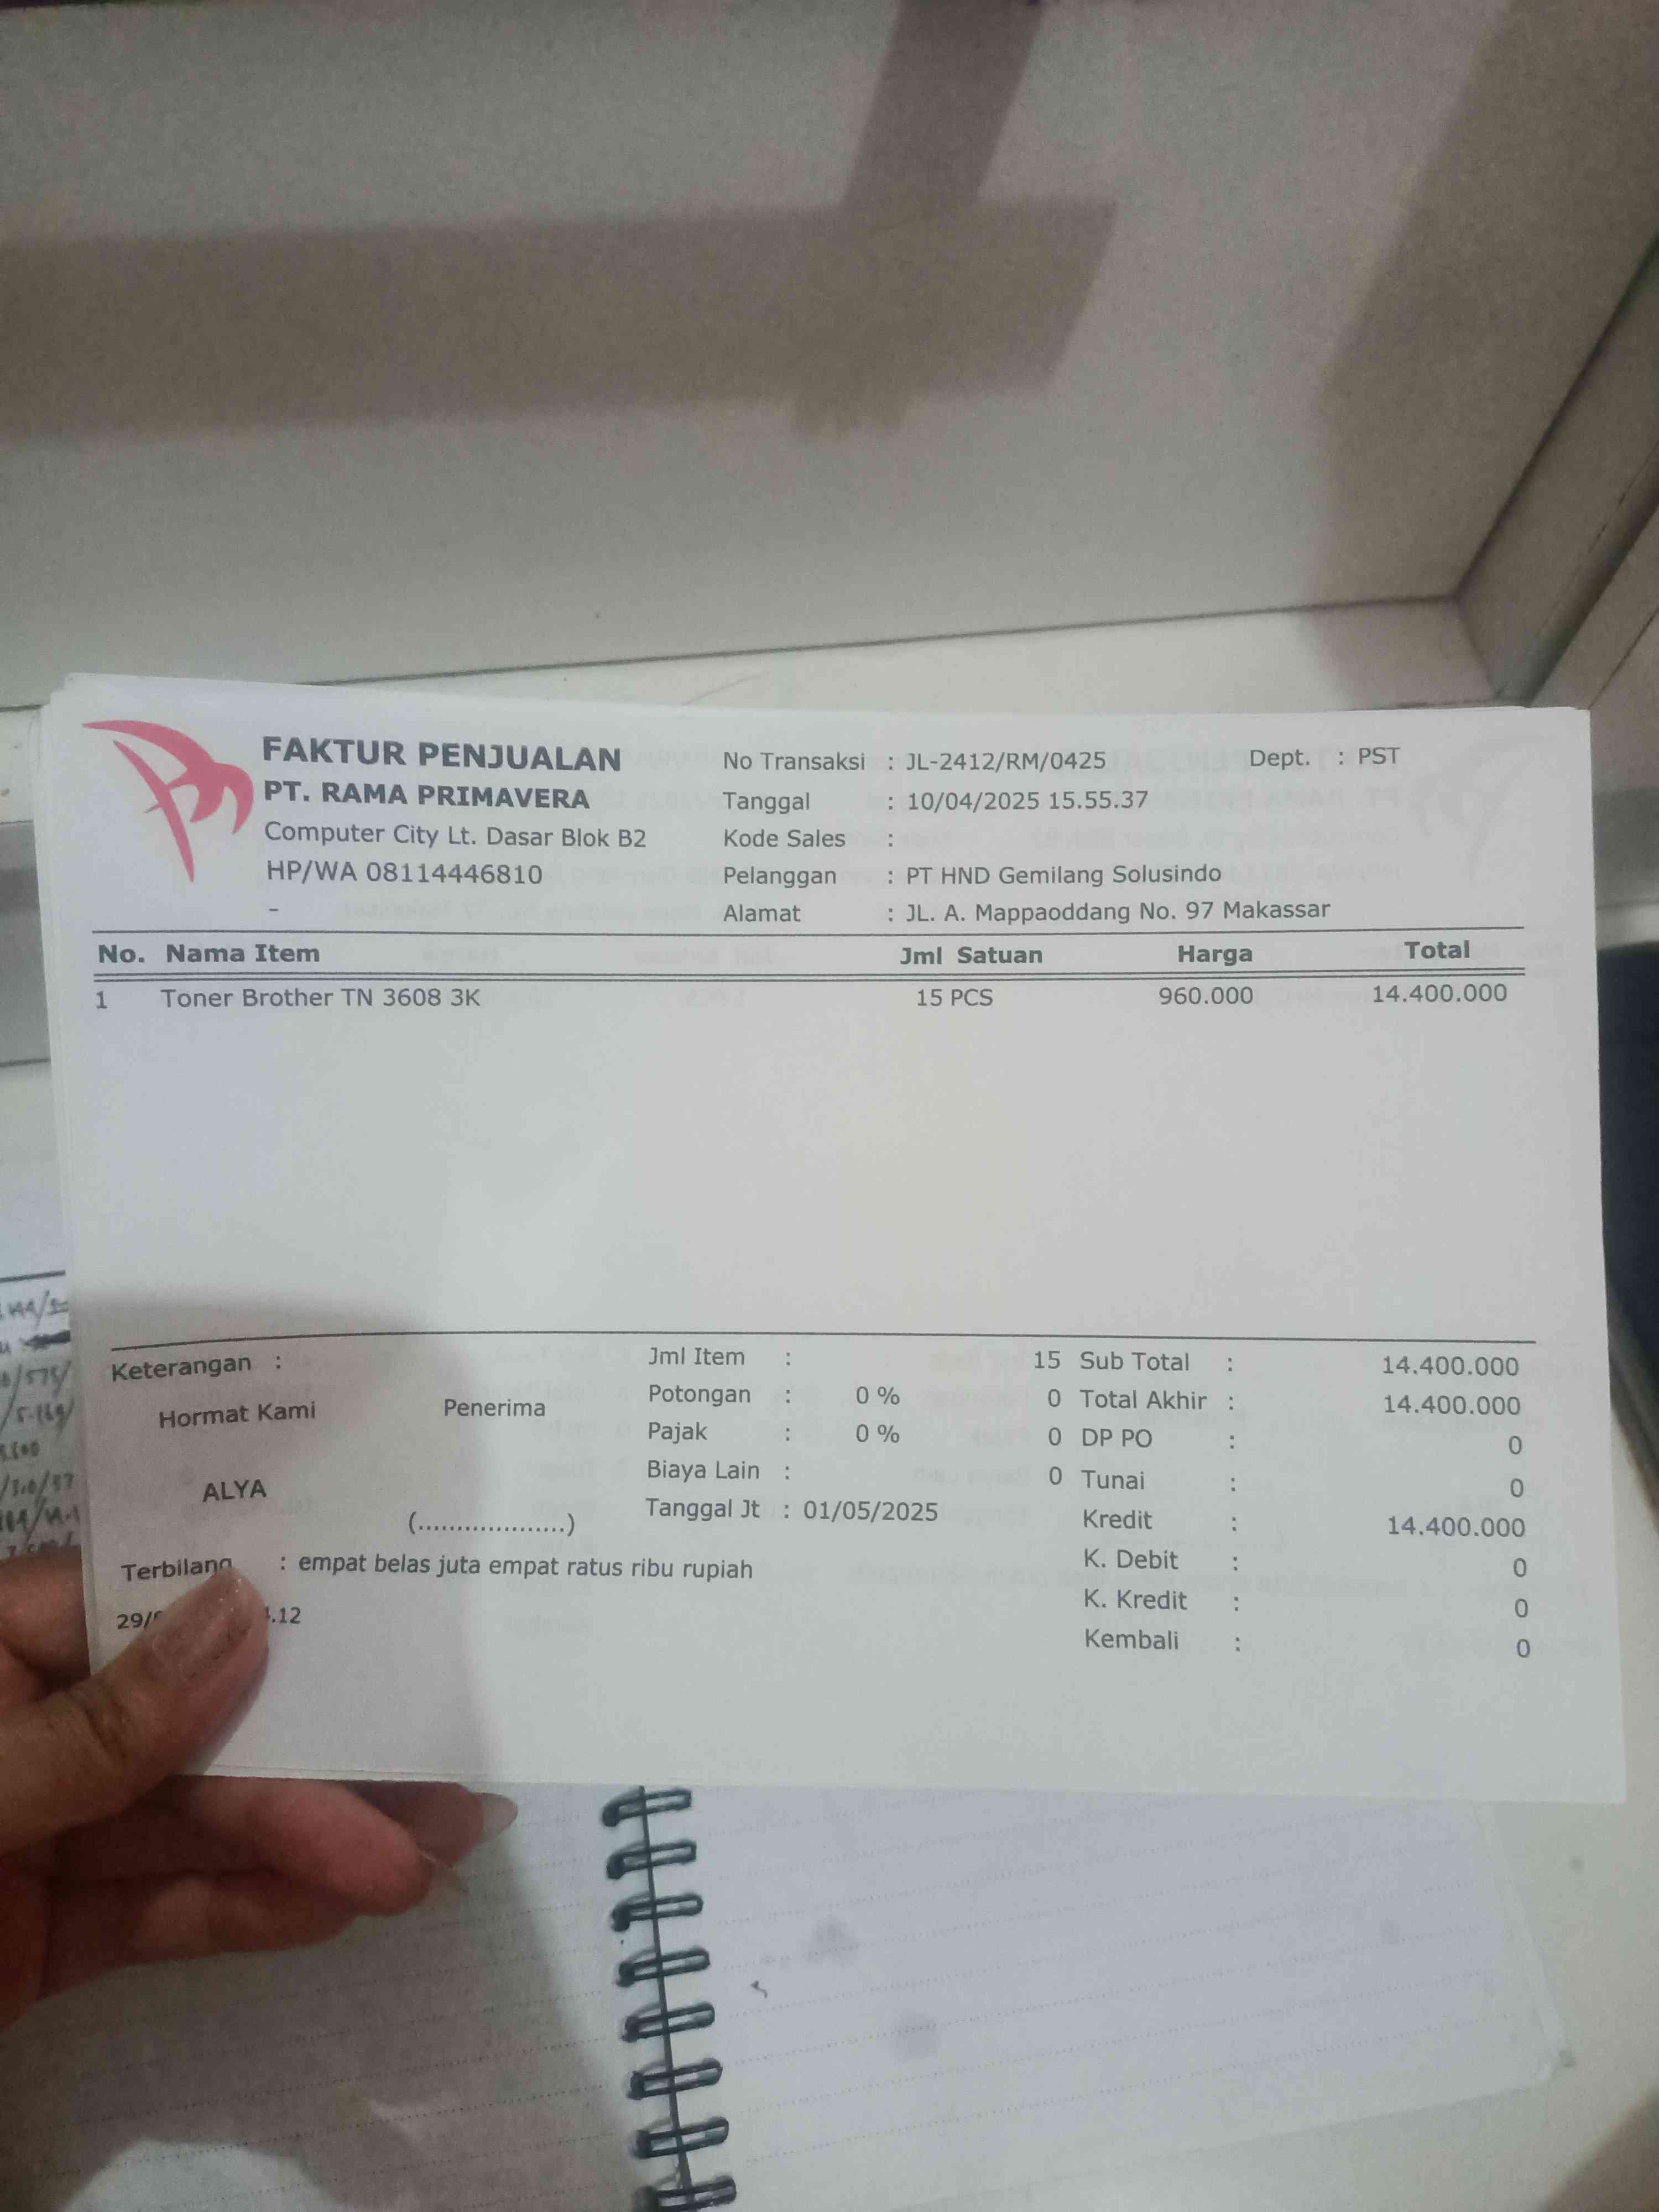 FAKTUR PENJUALAN
PT. RAMA PRIMAVERA
Computer City Lt. Dasar Blok B2
HP/WA 08114446810
-
No Transaksi : JL-2412/RM/0425 Dept. : PST
Tanggal : 10/04/2025 15.55.37
Kode Sales :
Pelanggan : PT HND Gemilang Solusindo
Alamat : JL. A. Mappaoddang No. 97 Makassar
No. Nama Item Jml Satuan Harga Total
1 Toner Brother TN 3608 3K 15 PCS 960.000 14.400.000
Keterangan :
Hormat Kami Penerima
ALYA
(...................)
Jml Item : 15
Potongan : 0 % 0
Pajak : 0 % 0
Biaya Lain : 0
Tanggal Jt : 01/05/2025
Sub Total : 14.400.000
Total Akhir : 14.400.000
DP PO : 0
Tunai : 0
Kredit : 14.400.000
K. Debit : 0
K. Kredit : 0
Kembali : 0
Terbilang : empat belas juta empat ratus ribu rupiah
29/ .12